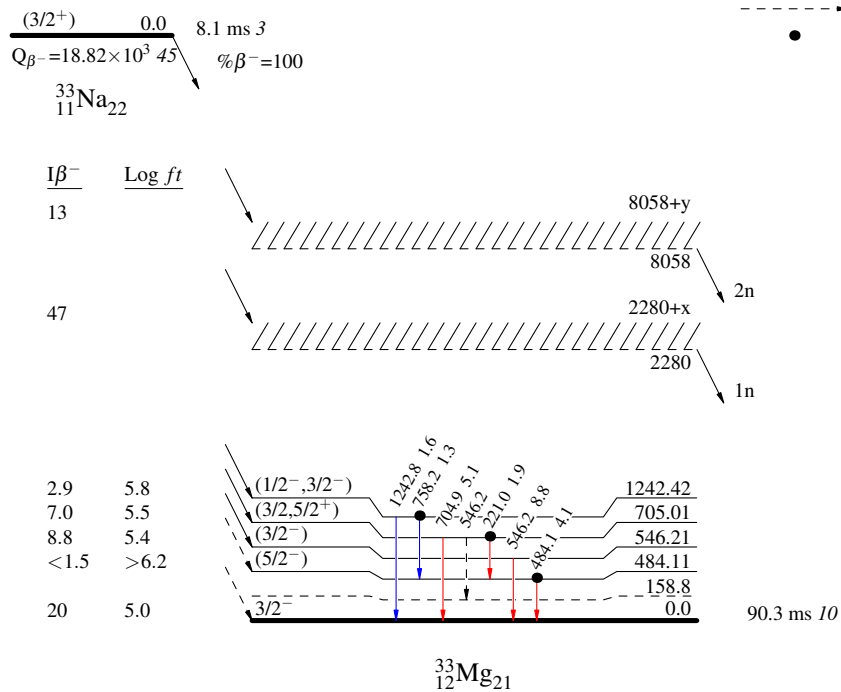 (3/2⁺) 0.0 8.1 ms 3
Qβ⁻=18.82×10³ 45 %β⁻=100
³³₁₁Na₂₂
Iβ⁻ Log ft
13 8058+y
8058
2n
47 2280+x
2280
1n
1242.8 1.6
758.2 1.3
704.9 5.1
546.2
221.0 1.9
546.2 8.8
484.1 4.1
2.9 5.8 (1/2⁻,3/2⁻) 1242.42
7.0 5.5 (3/2,5/2⁺) 705.01
8.8 5.4 (3/2⁻) 546.21
<1.5 >6.2 (5/2⁻) 484.11
158.8
20 5.0 3/2⁻ 0.0 90.3 ms 10
³³₁₂Mg₂₁